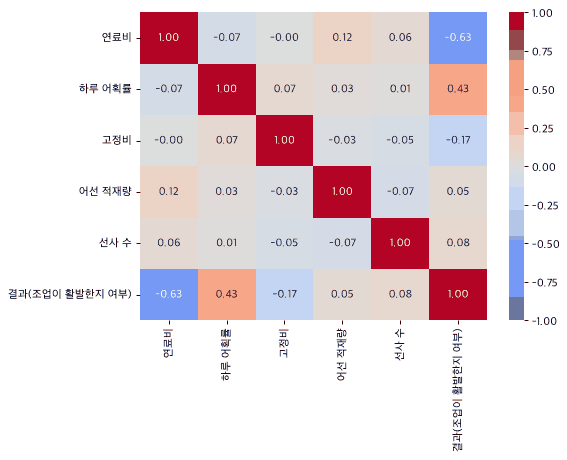 연료비 1.00 -0.07 -0.00 0.12 0.06 -0.63
하루 어획률 -0.07 1.00 0.07 0.03 0.01 0.43
고정비 -0.00 0.07 1.00 -0.03 -0.05 -0.17
어선 적재량 0.12 0.03 -0.03 1.00 -0.07 0.05
선사 수 0.06 0.01 -0.05 -0.07 1.00 0.08
결과(조업이 활발한지 여부) -0.63 0.43 -0.17 0.05 0.08 1.00
연료비
하루 어획률
고정비
어선 적재량
선사 수
결과(조업이 활발한지 여부)
1.00
0.75
0.50
0.25
0.00
-0.25
-0.50
-0.75
-1.00